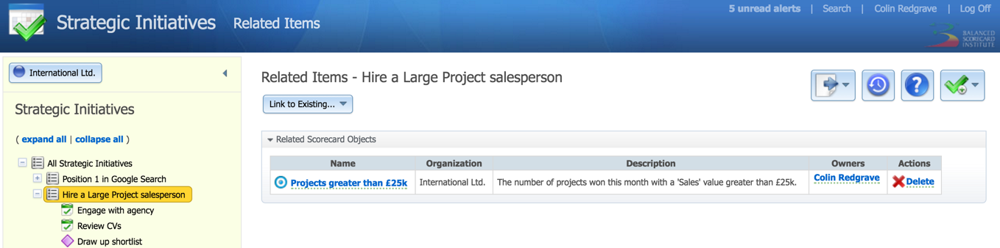 Strategic Initiatives Related Items
5 unread alerts | Search | Colin Redgrave | Log Off
BALANCED
SCORECARD
INSTITUTE
International Ltd.
Strategic Initiatives
( expand all | collapse all )
All Strategic Initiatives
Position 1 in Google Search
Hire a Large Project salesperson
Engage with agency
Review CVs
Draw up shortlist
Related Items - Hire a Large Project salesperson
Link to Existing...
Related Scorecard Objects
Name Organization Description Owners Actions
Projects greater than £25k International Ltd. The number of projects won this month with a 'Sales' value greater than £25k. Colin Redgrave Delete